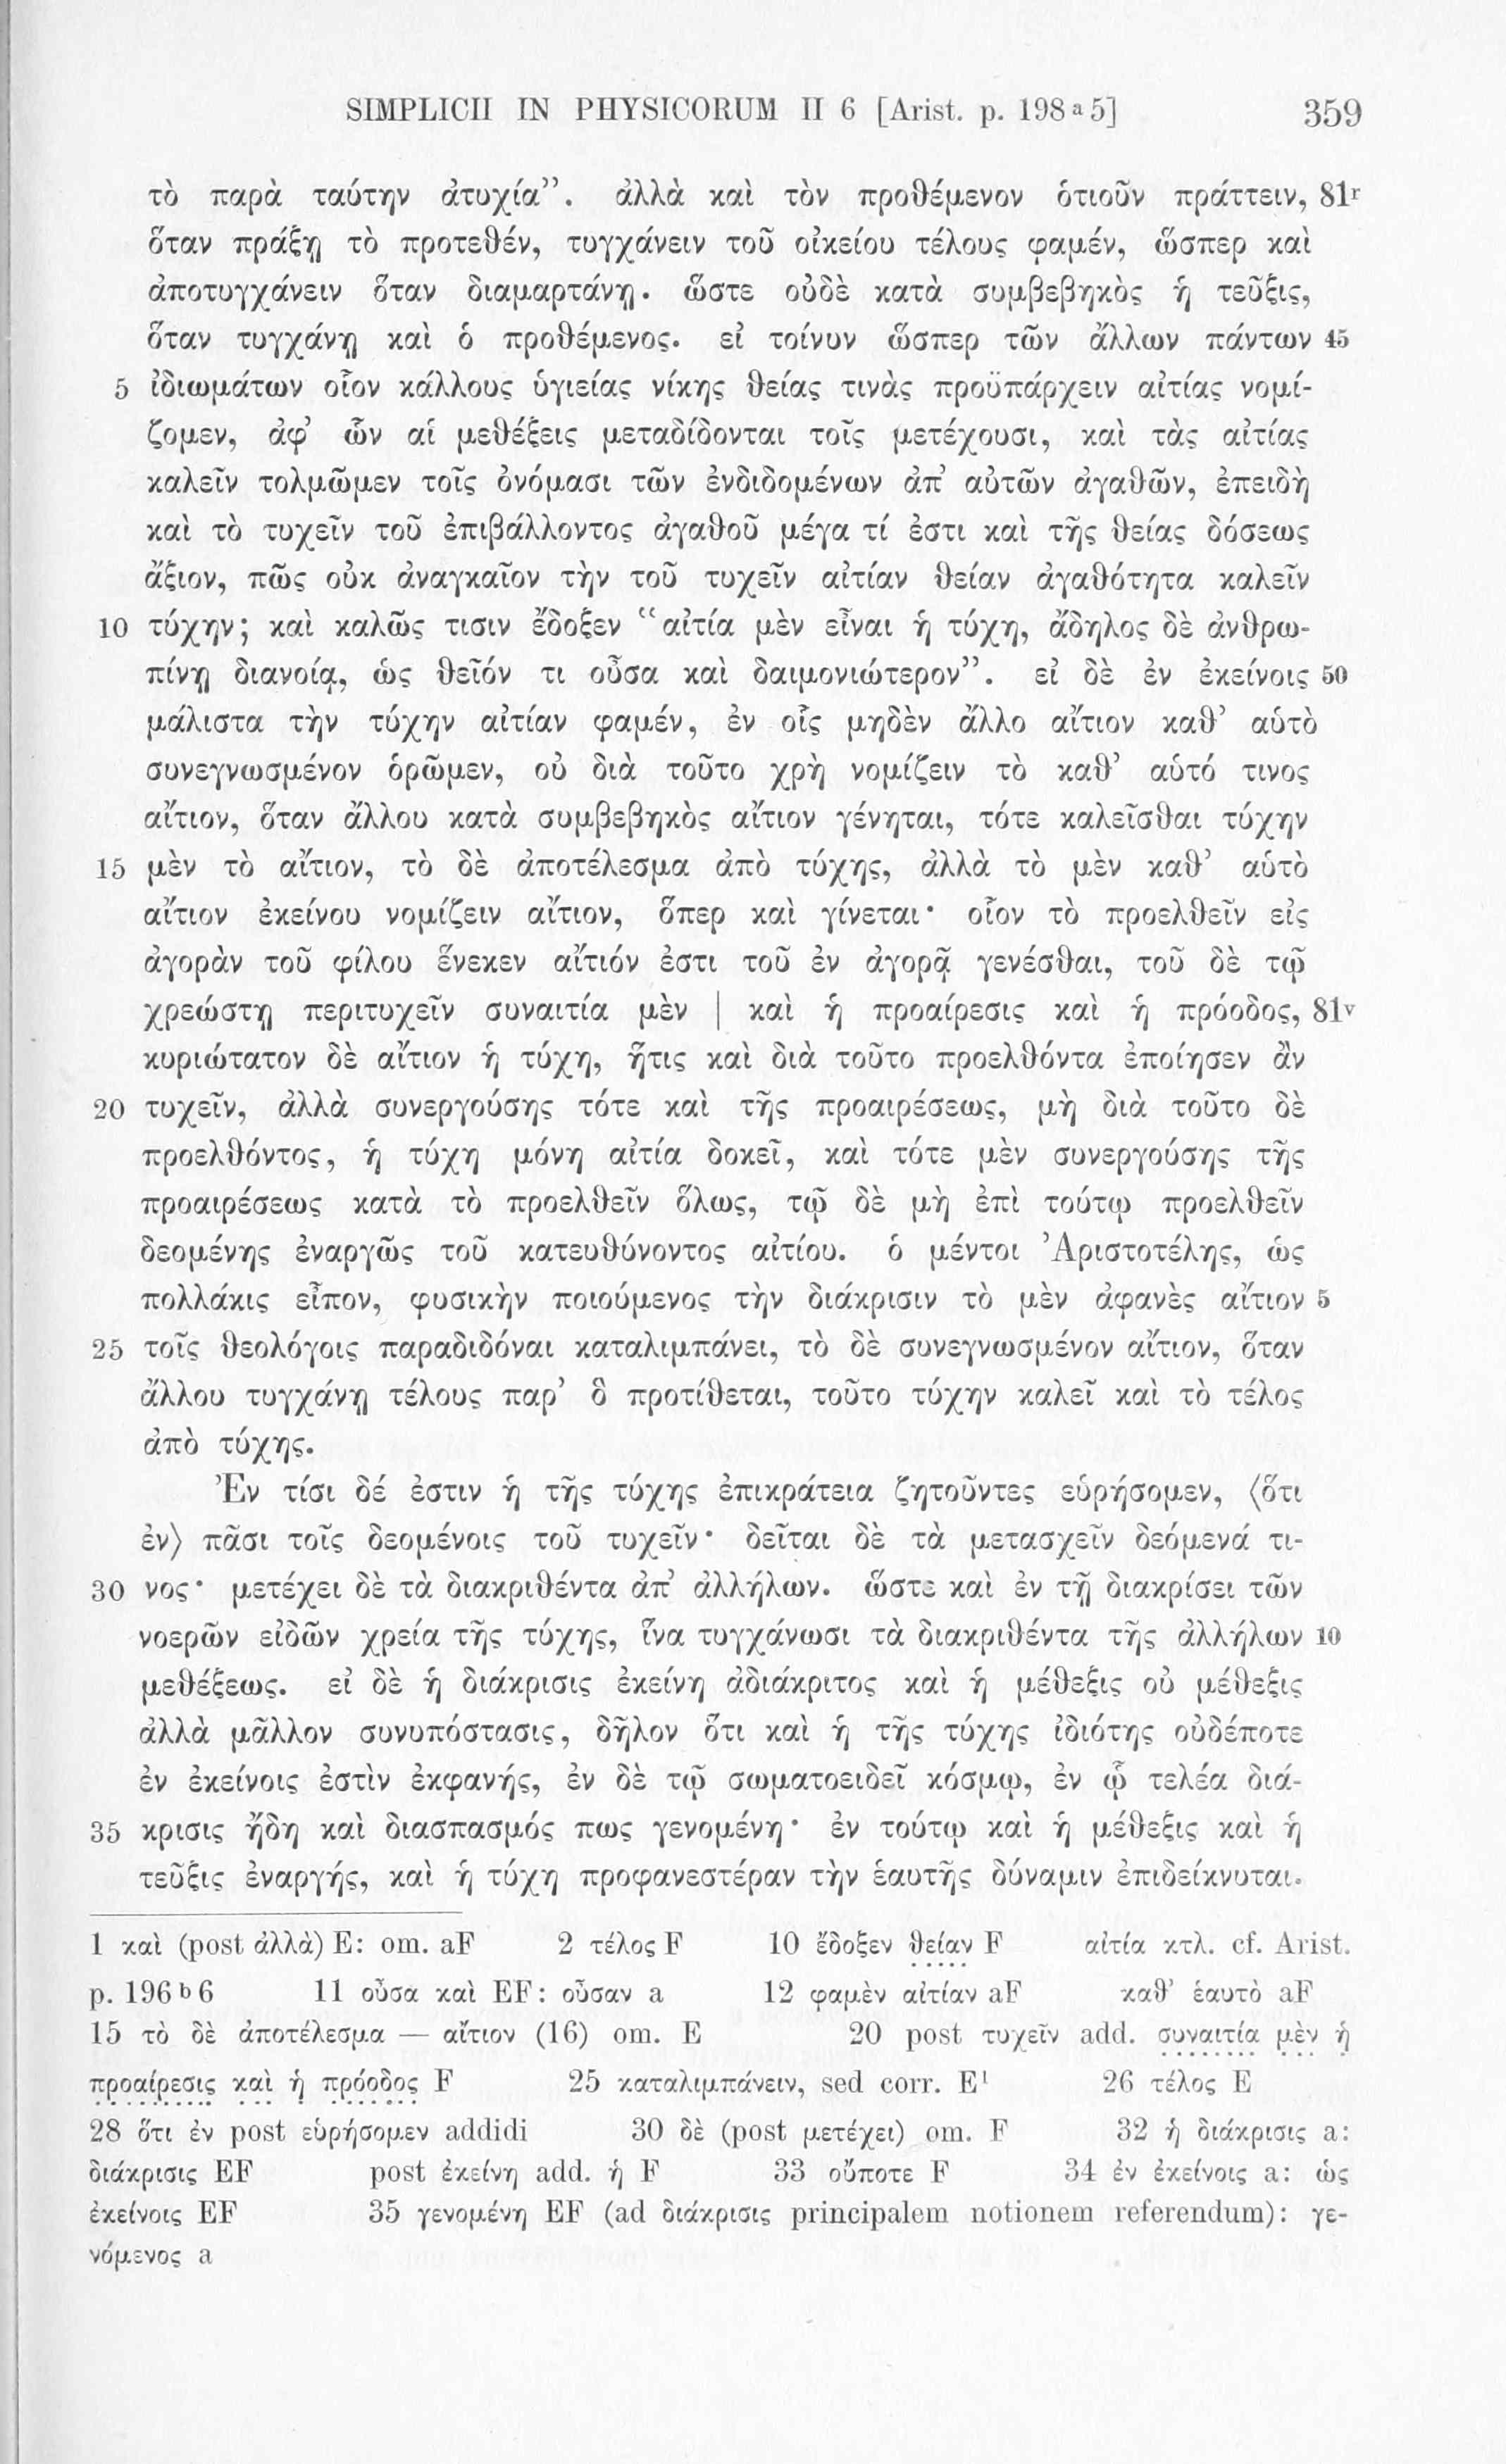 SIMPLICII IN PHYSICORUM II 6 [Arist. p. 198 a 5] 359
τὸ παρὰ ταύτην ἀτυχία”. ἀλλὰ καὶ τὸν προθέμενον ὁτιοῦν πράττειν, 81r
ὅταν πράξῃ τὸ προτεθέν, τυγχάνειν τοῦ οἰκείου τέλους φαμέν, ὥσπερ καὶ
ἀποτυγχάνειν ὅταν διαμαρτάνῃ. ὥστε οὐδὲ κατὰ συμβεβηκὸς ἡ τεῦξις,
ὅταν τυγχάνῃ καὶ ὁ προθέμενος. εἰ τοίνυν ὥσπερ τῶν ἄλλων πάντων 45
5 ἰδιωμάτων οἷον κάλλους ὑγιείας νίκης θείας τινὰς προϋπάρχειν αἰτίας νομί-
ζομεν, ἀφ’ ὧν αἱ μεθέξεις μεταδίδονται τοῖς μετέχουσι, καὶ τὰς αἰτίας
καλεῖν τολμῶμεν τοῖς ὀνόμασι τῶν ἐνδιδομένων ἀπ’ αὐτῶν ἀγαθῶν, ἐπειδὴ
καὶ τὸ τυχεῖν τοῦ ἐπιβάλλοντος ἀγαθοῦ μέγα τί ἐστι καὶ τῆς θείας δόσεως
ἄξιον, πῶς οὐκ ἀναγκαῖον τὴν τοῦ τυχεῖν αἰτίαν θείαν ἀγαθότητα καλεῖν
10 τύχην; καὶ καλῶς τισιν ἔδοξεν “αἰτία μὲν εἶναι ἡ τύχη, ἄδηλος δὲ ἀνθρω-
πίνῃ διανοίᾳ, ὡς θεῖόν τι οὖσα καὶ δαιμονιώτερον”. εἰ δὲ ἐν ἐκείνοις 50
μάλιστα τὴν τύχην αἰτίαν φαμέν, ἐν οἷς μηδὲν ἄλλο αἴτιον καθ’ αὑτὸ
συνεγνωσμένον ὁρῶμεν, οὐ διὰ τοῦτο χρὴ νομίζειν τὸ καθ’ αὑτό τινος
αἴτιον, ὅταν ἄλλου κατὰ συμβεβηκὸς αἴτιον γένηται, τότε καλεῖσθαι τύχην
15 μὲν τὸ αἴτιον, τὸ δὲ ἀποτέλεσμα ἀπὸ τύχης, ἀλλὰ τὸ μὲν καθ’ αὑτὸ
αἴτιον ἐκείνου νομίζειν αἴτιον, ὅπερ καὶ γίνεται· οἷον τὸ προελθεῖν εἰς
ἀγορὰν τοῦ φίλου ἕνεκεν αἴτιόν ἐστι τοῦ ἐν ἀγορᾷ γενέσθαι, τοῦ δὲ τῷ
χρεώστῃ περιτυχεῖν συναιτία μὲν | καὶ ἡ προαίρεσις καὶ ἡ πρόοδος, 81v
κυριώτατον δὲ αἴτιον ἡ τύχη, ἥτις καὶ διὰ τοῦτο προελθόντα ἐποίησεν ἂν
20 τυχεῖν, ἀλλὰ συνεργούσης τότε καὶ τῆς προαιρέσεως, μὴ διὰ τοῦτο δὲ
προελθόντος, ἡ τύχη μόνη αἰτία δοκεῖ, καὶ τότε μὲν συνεργούσης τῆς
προαιρέσεως κατὰ τὸ προελθεῖν ὅλως, τῷ δὲ μὴ ἐπὶ τούτῳ προελθεῖν
δεομένης ἐναργῶς τοῦ κατευθύνοντος αἰτίου. ὁ μέντοι Ἀριστοτέλης, ὡς
πολλάκις εἶπον, φυσικὴν ποιούμενος τὴν διάκρισιν τὸ μὲν ἀφανὲς αἴτιον 5
25 τοῖς θεολόγοις παραδιδόναι καταλιμπάνει, τὸ δὲ συνεγνωσμένον αἴτιον, ὅταν
ἄλλου τυγχάνῃ τέλους παρ’ ὃ προτίθεται, τοῦτο τύχην καλεῖ καὶ τὸ τέλος
ἀπὸ τύχης.
Ἐν τίσι δέ ἐστιν ἡ τῆς τύχης ἐπικράτεια ζητοῦντες εὑρήσομεν, ⟨ὅτι
ἐν⟩ πᾶσι τοῖς δεομένοις τοῦ τυχεῖν· δεῖται δὲ τὰ μετασχεῖν δεόμενά τι-
30 νος· μετέχει δὲ τὰ διακριθέντα ἀπ’ ἀλλήλων. ὥστε καὶ ἐν τῇ διακρίσει τῶν
νοερῶν εἰδῶν χρεία τῆς τύχης, ἵνα τυγχάνωσι τὰ διακριθέντα τῆς ἀλλήλων 10
μεθέξεως. εἰ δὲ ἡ διάκρισις ἐκείνη ἀδιάκριτος καὶ ἡ μέθεξις οὐ μέθεξις
ἀλλὰ μᾶλλον συνυπόστασις, δῆλον ὅτι καὶ ἡ τῆς τύχης ἰδιότης οὐδέποτε
ἐν ἐκείνοις ἐστὶν ἐκφανής, ἐν δὲ τῷ σωματοειδεῖ κόσμῳ, ἐν ᾧ τελέα διά-
35 κρισις ἤδη καὶ διασπασμός πως γενομένη· ἐν τούτῳ καὶ ἡ μέθεξις καὶ ἡ
τεῦξις ἐναργής, καὶ ἡ τύχη προφανεστέραν τὴν ἑαυτῆς δύναμιν ἐπιδείκνυται.
1 καὶ (post ἀλλὰ) E: om. aF 2 τέλος F 10 ἔδοξεν θείαν F αἰτία κτλ. cf. Arist.
p. 196 b 6 11 οὖσα καὶ EF: οὖσαν a 12 φαμὲν αἰτίαν aF καθ’ ἑαυτὸ aF
15 τὸ δὲ ἀποτέλεσμα — αἴτιον (16) om. E 20 post τυχεῖν add. συναιτία μὲν ἡ
προαίρεσις καὶ ἡ πρόοδος F 25 καταλιμπάνειν, sed corr. E1 26 τέλος E
28 ὅτι ἐν post εὑρήσομεν addidi 30 δὲ (post μετέχει) om. F 32 ἡ διάκρισις a:
διάκρισις EF post ἐκείνη add. ἡ F 33 οὔποτε F 34 ἐν ἐκείνοις a: ὡς
ἐκείνοις EF 35 γενομένη EF (ad διάκρισις principalem notionem referendum): γε-
νόμενος a